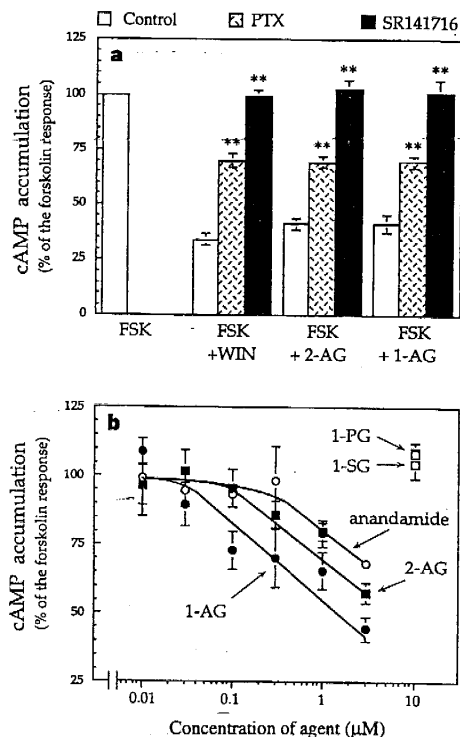 Control PTX SR141716
a
cAMP accumulation
(% of the forskolin response)
125
100
75
50
25
0
** ** ** ** ** **
FSK FSK FSK FSK
+WIN + 2-AG + 1-AG
b
cAMP accumulation
(% of the forskolin response)
125
100
75
50
25
1-PG
1-SG
anandamide
2-AG
1-AG
0.01 0.1 1 10
Concentration of agent (μM)